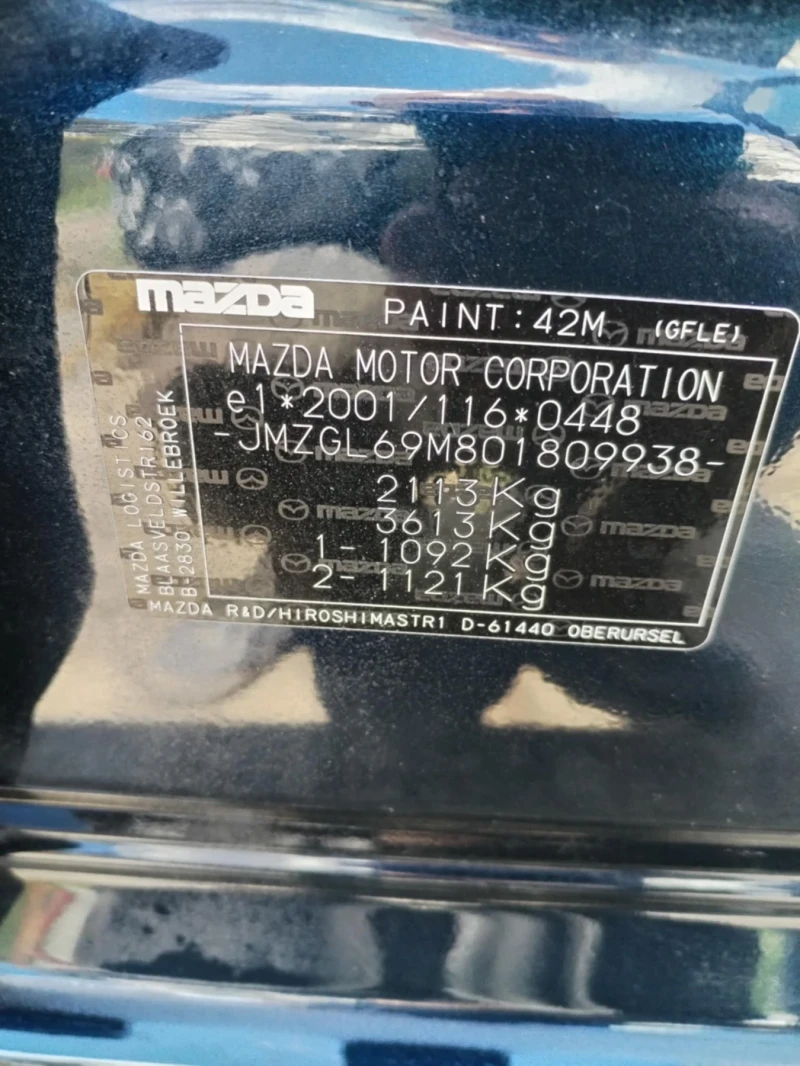 mazda PAINT: 42M (GFLE)
MAZDA MOTOR CORPORATION
e1*2001/116*0448
-JMZGL69M801809938-
2113Kg
3613Kg
1- 1092Kg
2- 1121Kg
MAZDA LOGISTICS
BLAASVELDSTR162
B-2830 WILLEBROEK
MAZDA R&D/HIROSHIMASTR1 D-61440 OBERURSEL